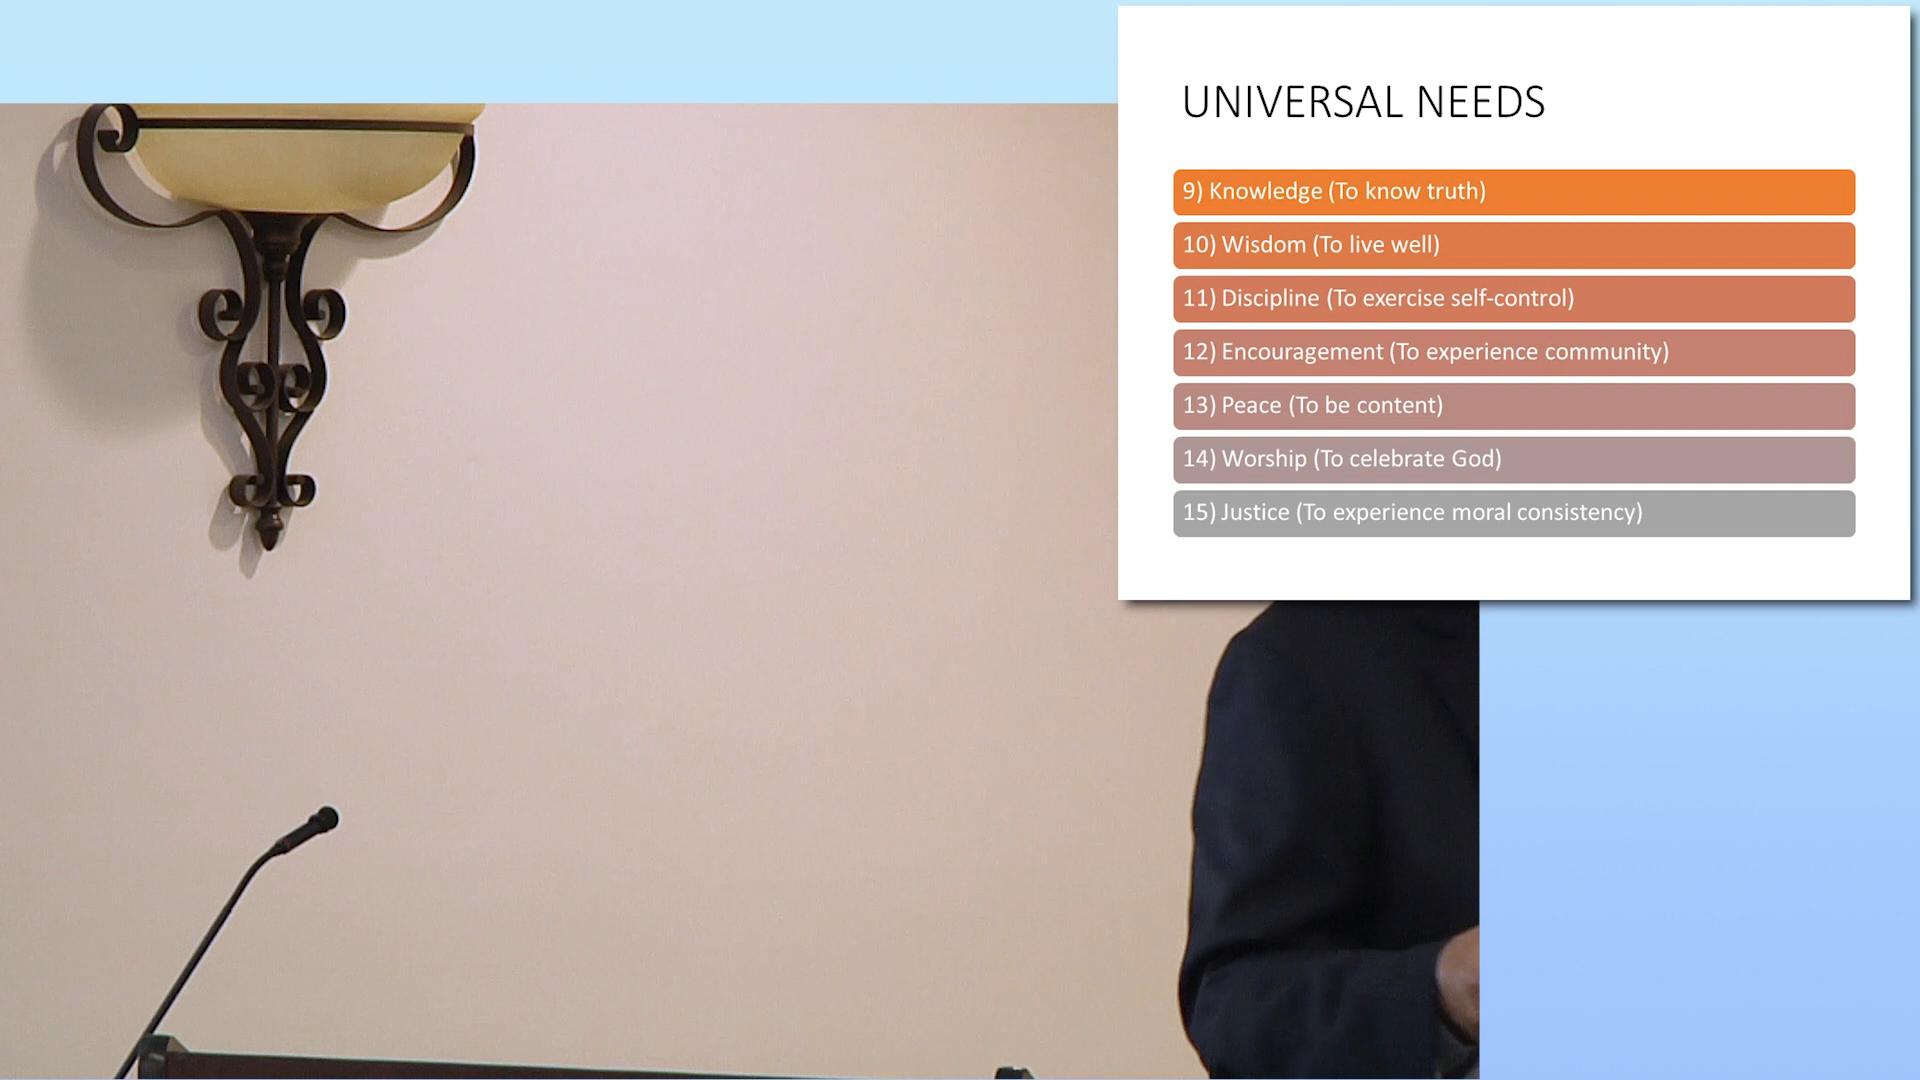 UNIVERSAL NEEDS
9) Knowledge (To know truth)
10) Wisdom (To live well)
11) Discipline (To exercise self-control)
12) Encouragement (To experience community)
13) Peace (To be content)
14) Worship (To celebrate God)
15) Justice (To experience moral consistency)